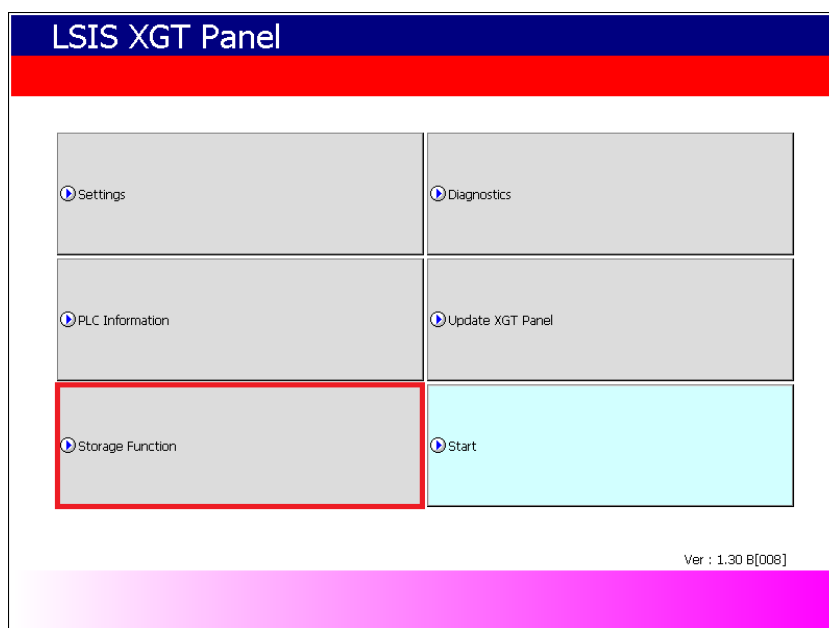 LSIS XGT Panel
Settings
Diagnostics
PLC Information
Update XGT Panel
Storage Function
Start
Ver : 1.30 B[008]